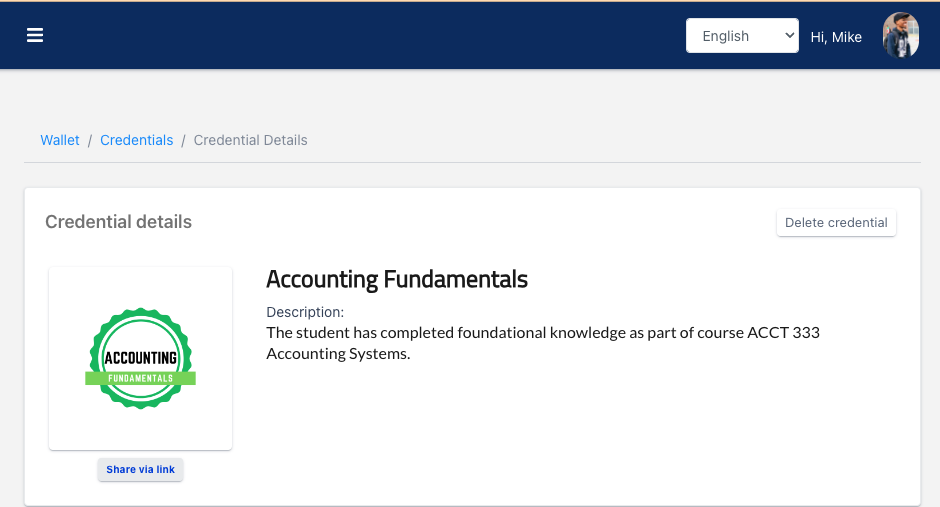 English
Hi, Mike
Wallet / Credentials / Credential Details
Credential details
Delete credential
Accounting Fundamentals
Description:
The student has completed foundational knowledge as part of course ACCT 333
Accounting Systems.
ACCOUNTING
FUNDAMENTALS
Share via link